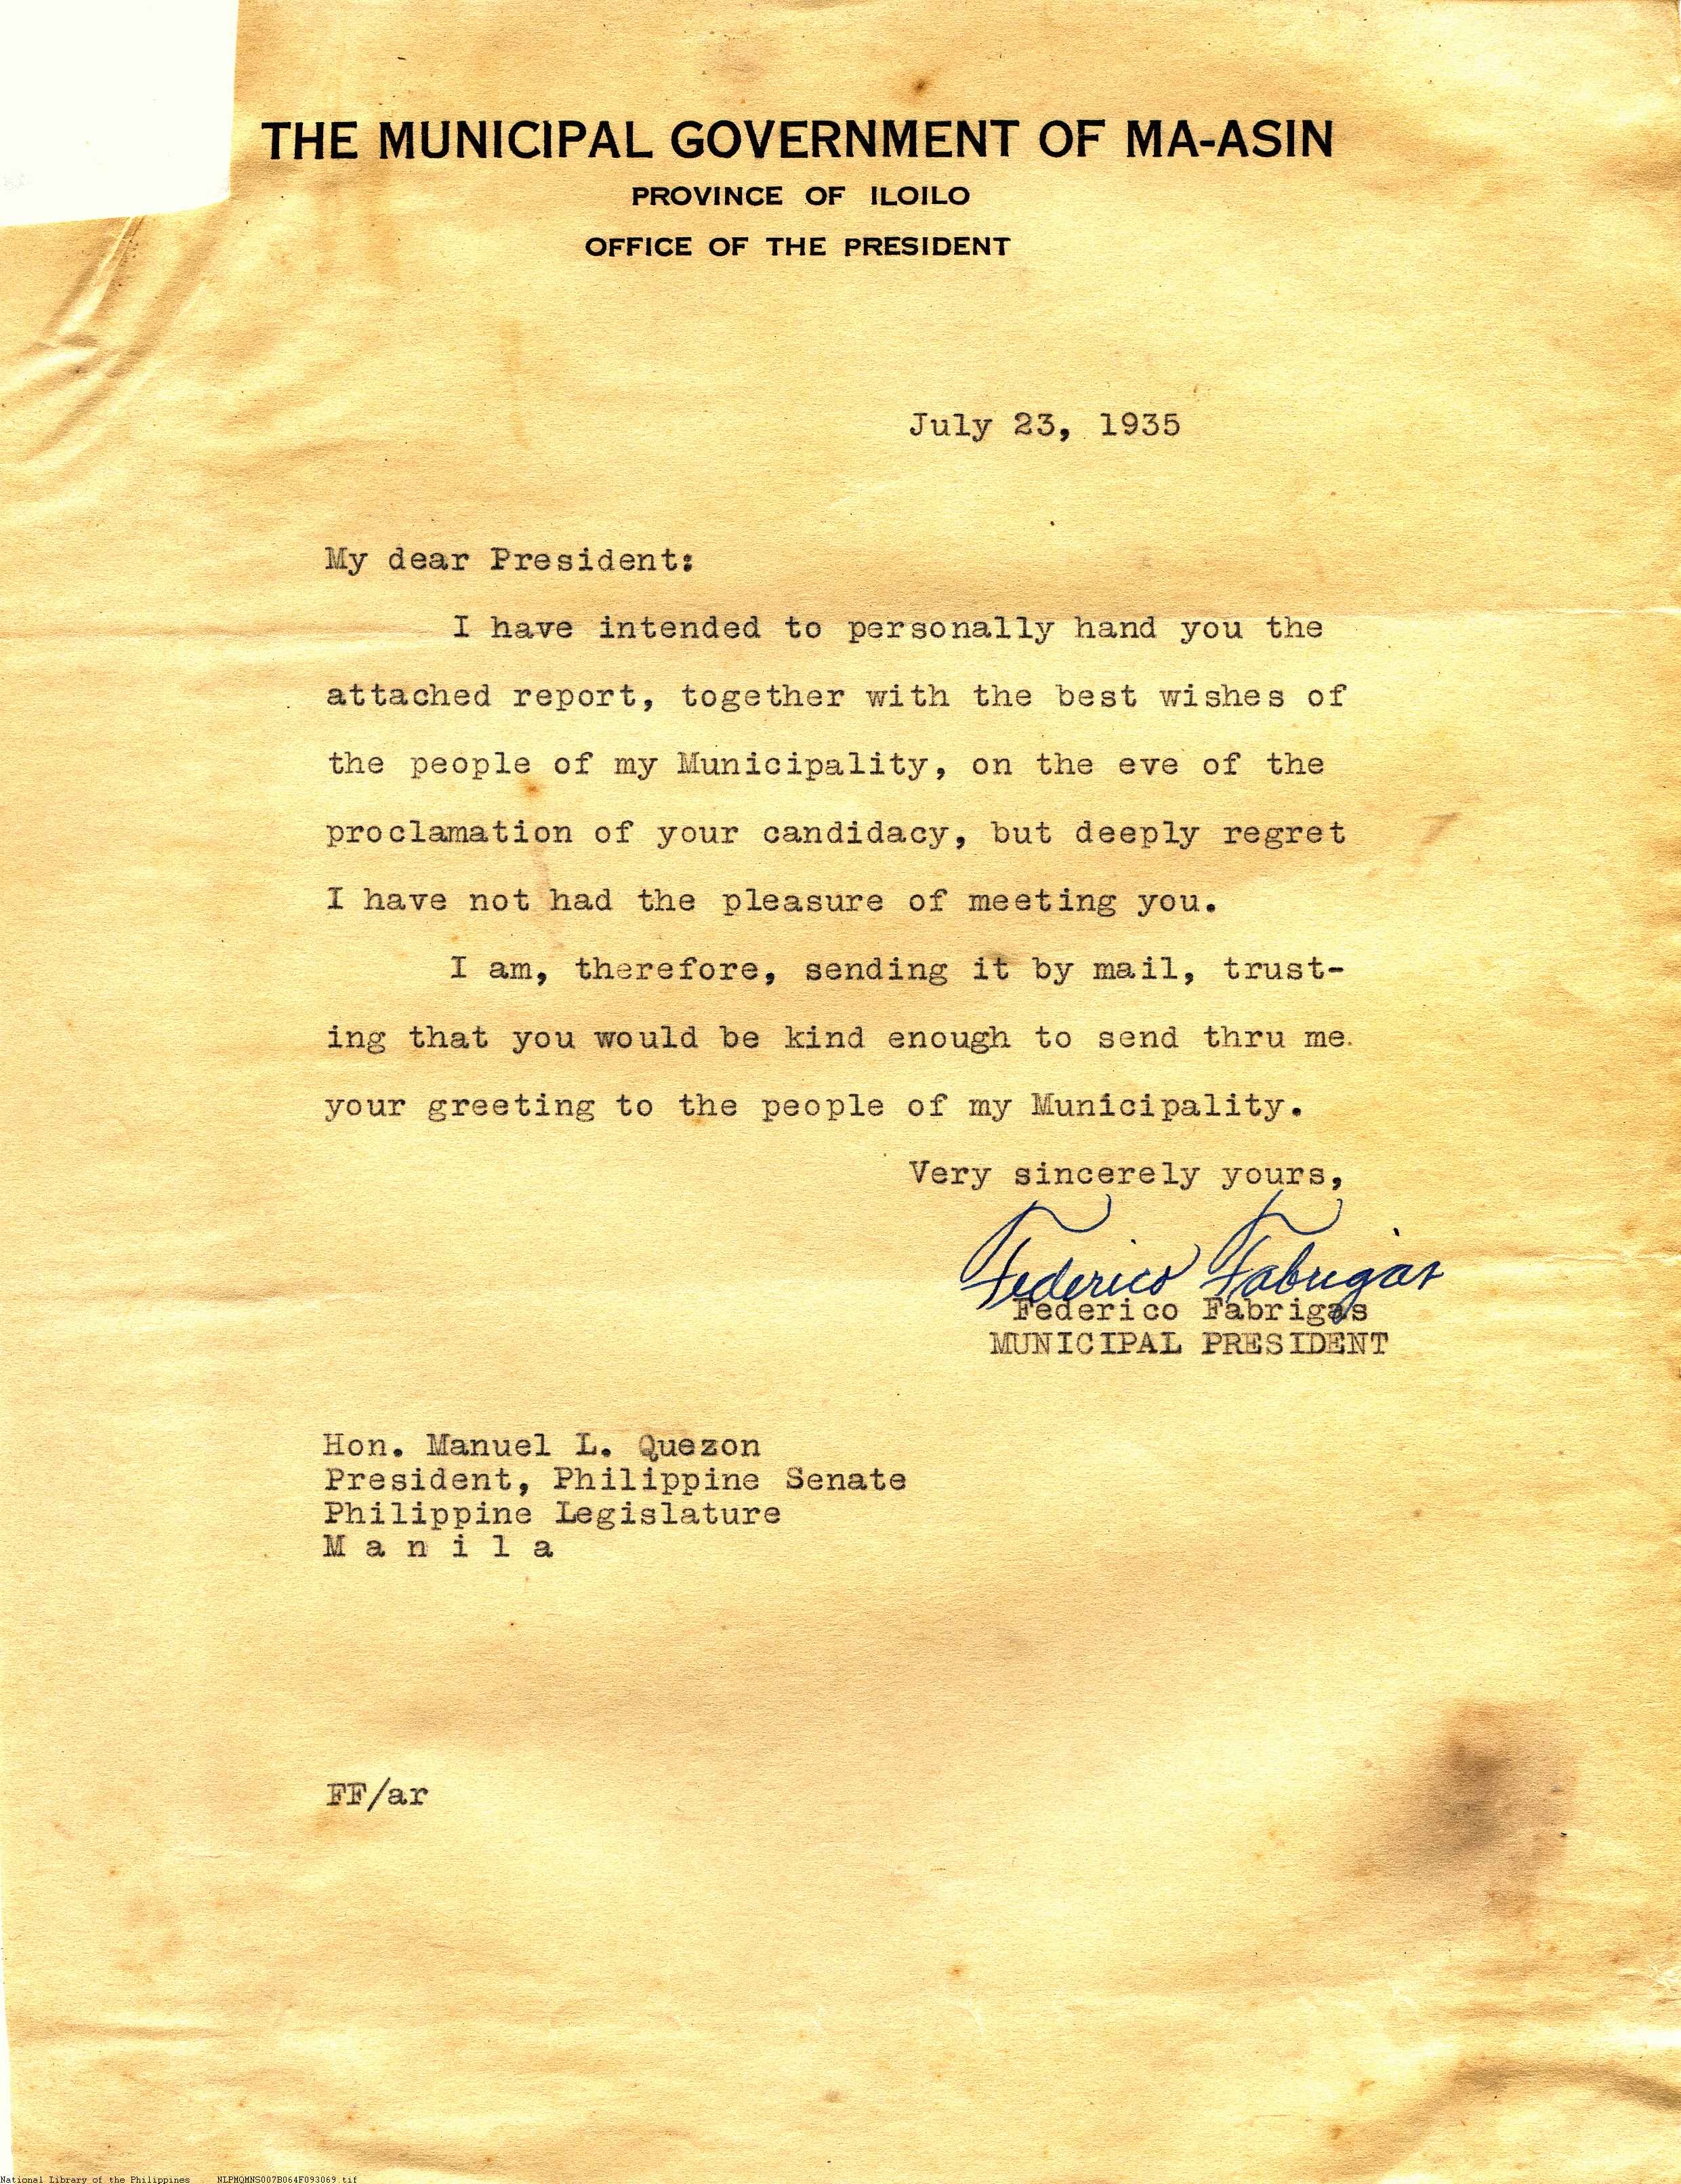 THE MUNICIPAL GOVERNMENT OF MA-ASIN
PROVINCE OF ILOILO
OFFICE OF THE PRESIDENT
July 23, 1935
My dear President:
I have intended to personally hand you the
attached report, together with the best wishes of
the people of my Municipality, on the eve of the
proclamation of your candidacy, but deeply regret
I have not had the pleasure of meeting you.
I am, therefore, sending it by mail, trust-
ing that you would be kind enough to send thru me
your greeting to the people of my Municipality.
Very sincerely yours,
Federico Fabrigas
Federico Fabrigas
MUNICIPAL PRESIDENT
Hon. Manuel L. Quezon
President, Philippine Senate
Philippine Legislature
M a n i l a
FF/ar
National Library of the Philippines NLPMQMNS007B064F093069.tif